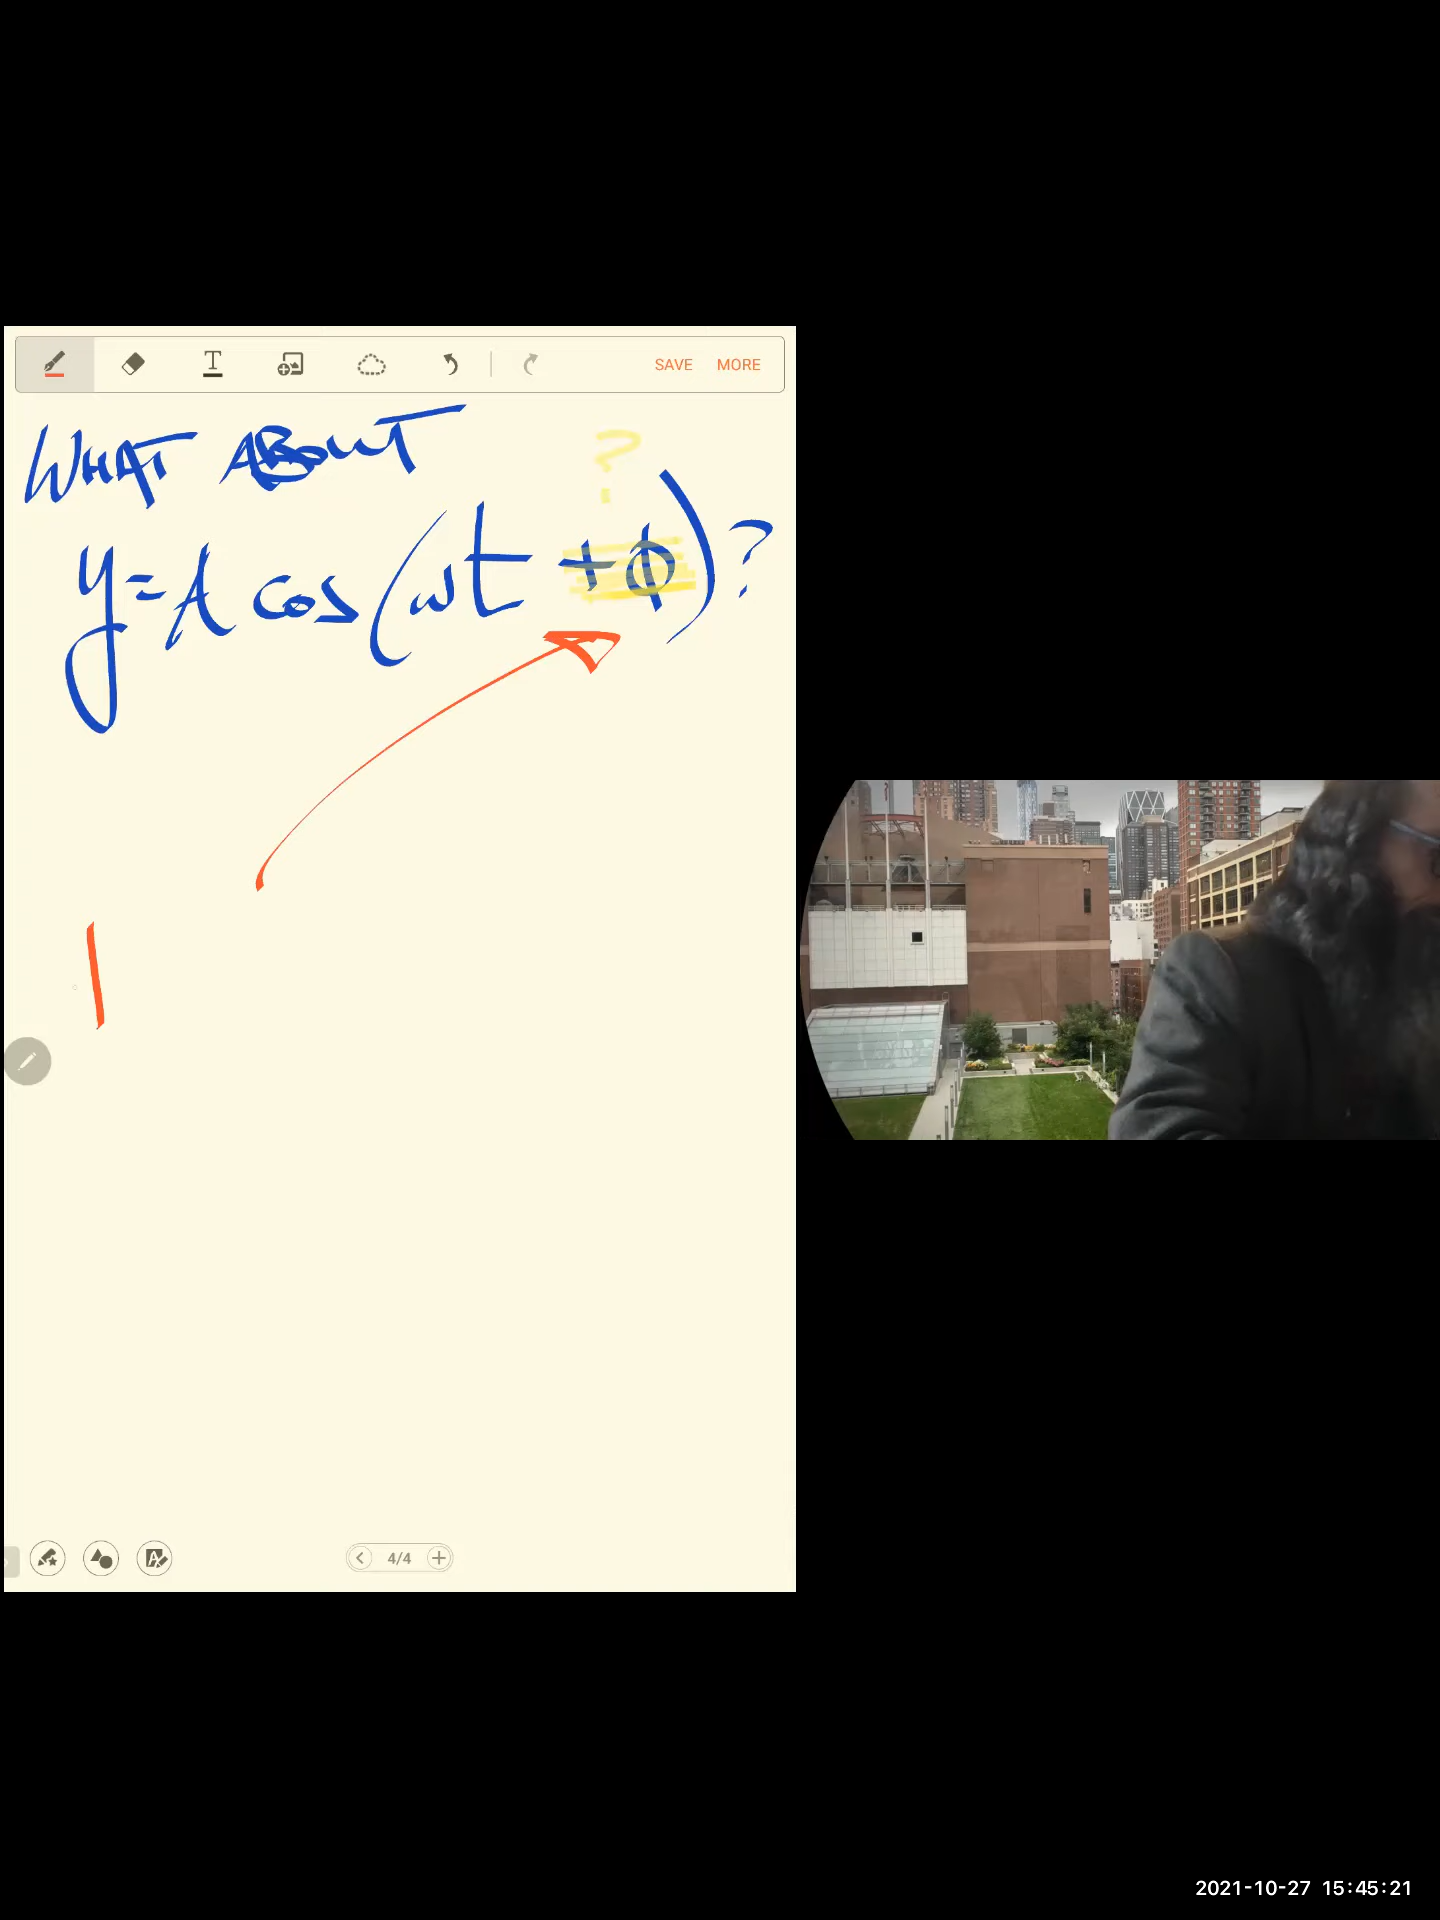 SAVE MORE
WHAT ABOUT
?
y = A cos(ωt + φ)?
4/4
2021-10-27 15:45:21